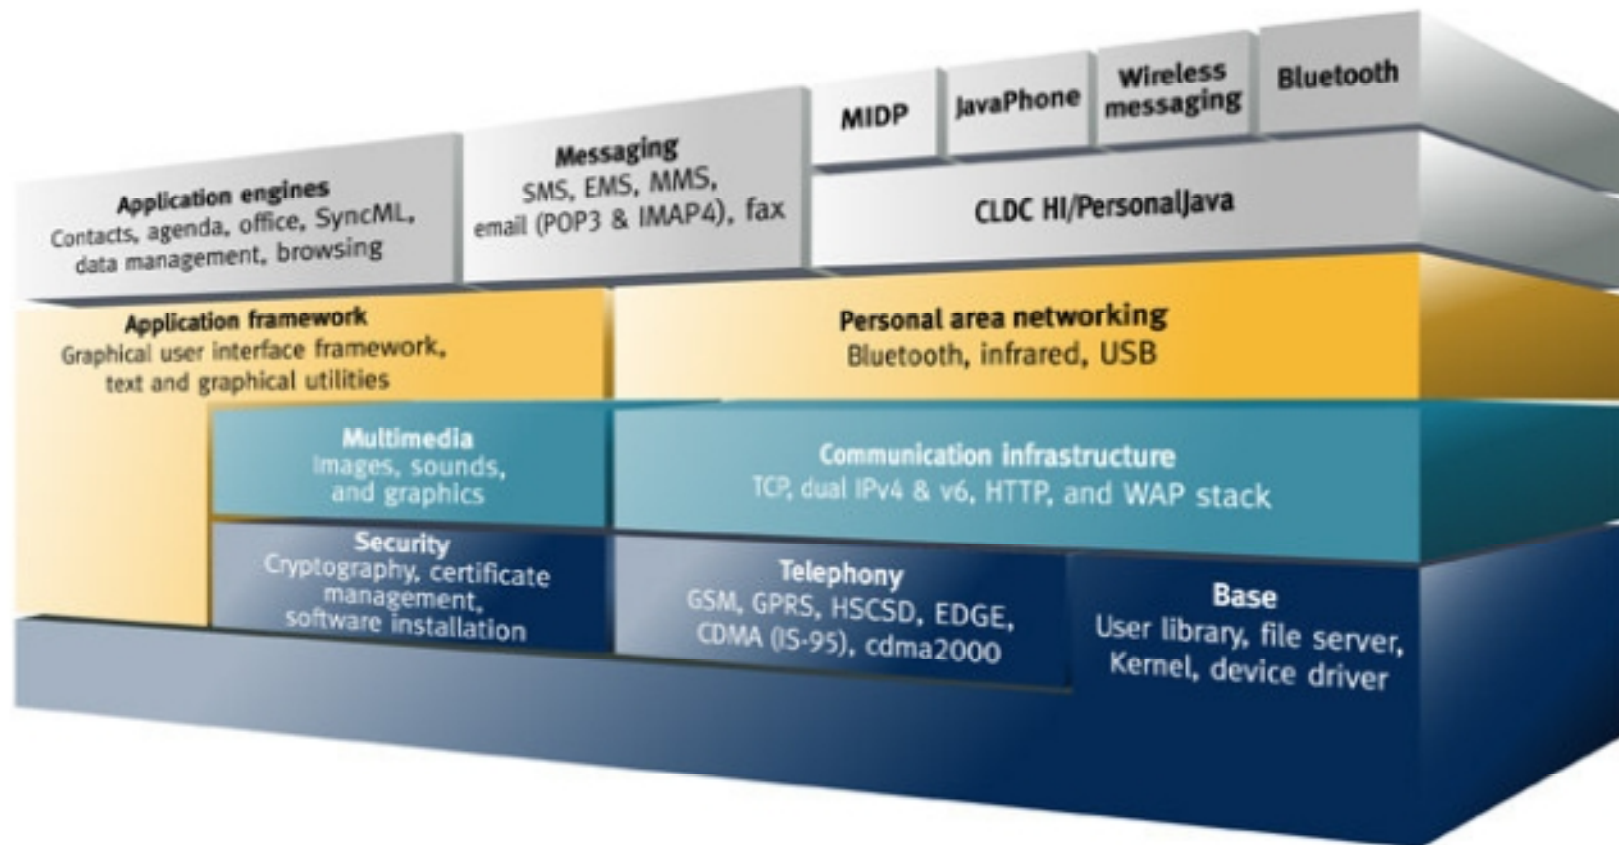 Application engines
Contacts, agenda, office, SyncML,
data management, browsing
Messaging
SMS, EMS, MMS,
email (POP3 & IMAP4), fax
MIDP
JavaPhone
Wireless
messaging
Bluetooth
CLDC HI/PersonalJava
Application framework
Graphical user interface framework,
text and graphical utilities
Personal area networking
Bluetooth, infrared, USB
Multimedia
Images, sounds,
and graphics
Communication infrastructure
TCP, dual IPv4 & v6, HTTP, and WAP stack
Security
Cryptography, certificate
management,
software installation
Telephony
GSM, GPRS, HSCSD, EDGE,
CDMA (IS-95), cdma2000
Base
User library, file server,
Kernel, device driver